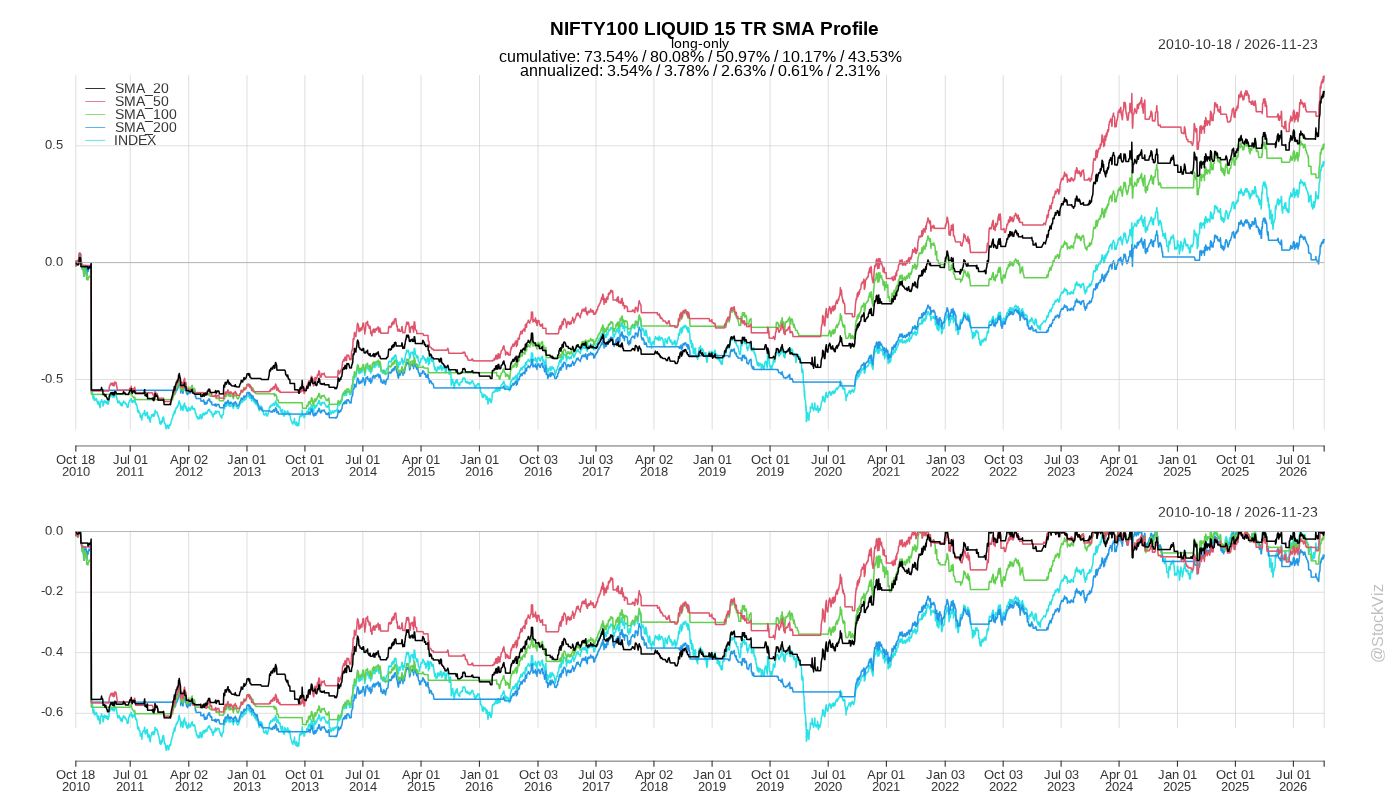 NIFTY100 LIQUID 15 TR SMA Profile
long-only
cumulative: 73.54% / 80.08% / 50.97% / 10.17% / 43.53%
annualized: 3.54% / 3.78% / 2.63% / 0.61% / 2.31%
2010-10-18 / 2026-11-23
SMA_20
SMA_50
SMA_100
SMA_200
INDEX
0.5
0.0
-0.5
Oct 18 Jul 01 Apr 02 Jan 01 Oct 01 Jul 01 Apr 01 Jan 01 Oct 03 Jul 03 Apr 02 Jan 01 Oct 01 Jul 01 Apr 01 Jan 03 Oct 03 Jul 03 Apr 01 Jan 01 Oct 01 Jul 01
2010 2011 2012 2013 2013 2014 2015 2016 2016 2017 2018 2019 2019 2020 2021 2022 2022 2023 2024 2025 2025 2026
2010-10-18 / 2026-11-23
0.0
-0.2
-0.4
-0.6
Oct 18 Jul 01 Apr 02 Jan 01 Oct 01 Jul 01 Apr 01 Jan 01 Oct 03 Jul 03 Apr 02 Jan 01 Oct 01 Jul 01 Apr 01 Jan 03 Oct 03 Jul 03 Apr 01 Jan 01 Oct 01 Jul 01
2010 2011 2012 2013 2013 2014 2015 2016 2016 2017 2018 2019 2019 2020 2021 2022 2022 2023 2024 2025 2025 2026
@StockViz